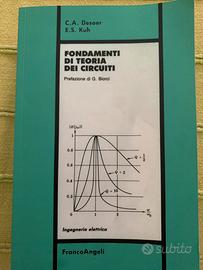 C.A. Desoer
E.S. Kuh
FONDAMENTI
DI TEORIA
DEI CIRCUITI
Prefazione di G. Biorci
Ingegneria elettrica
FrancoAngeli
subito